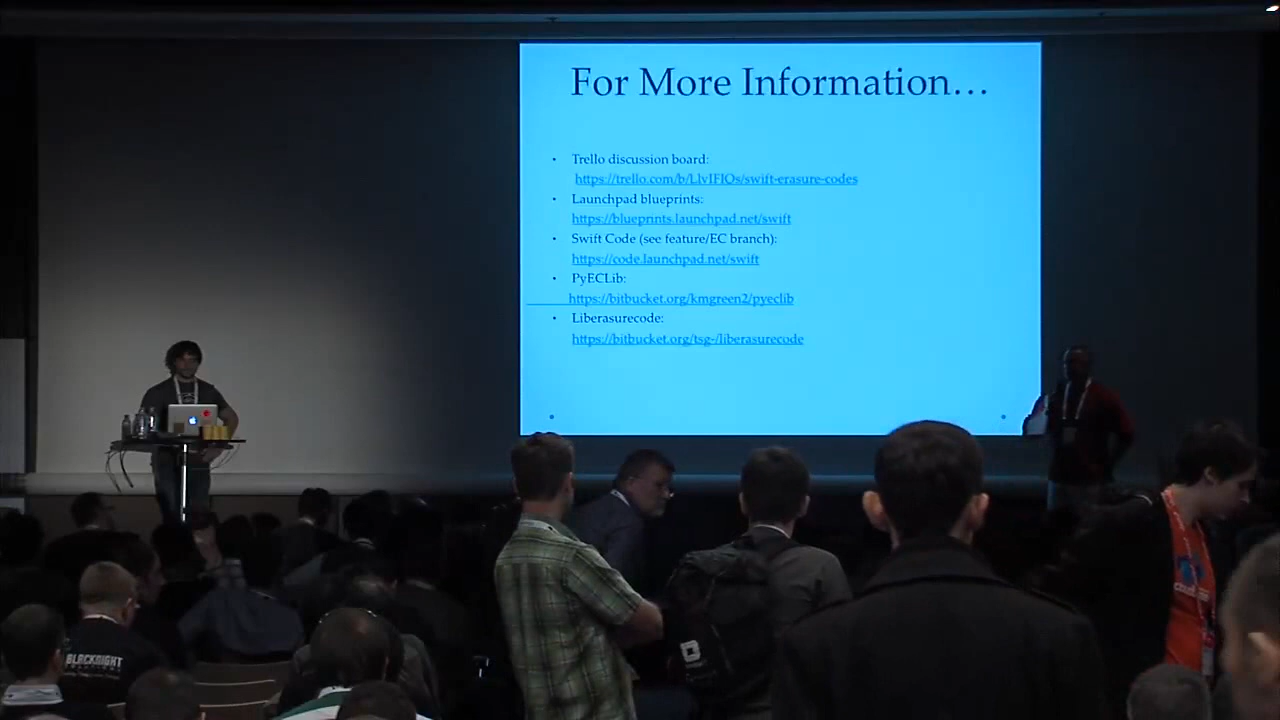 For More Information…
• Trello discussion board:
https://trello.com/b/LlvIFIQs/swift-erasure-codes
• Launchpad blueprints:
https://blueprints.launchpad.net/swift
• Swift Code (see feature/EC branch):
https://code.launchpad.net/swift
• PyECLib:
https://bitbucket.org/kmgreen2/pyeclib
• Liberasurecode:
https://bitbucket.org/tsg-/liberasurecode
BLACKNIGHT
SOLUTIONS